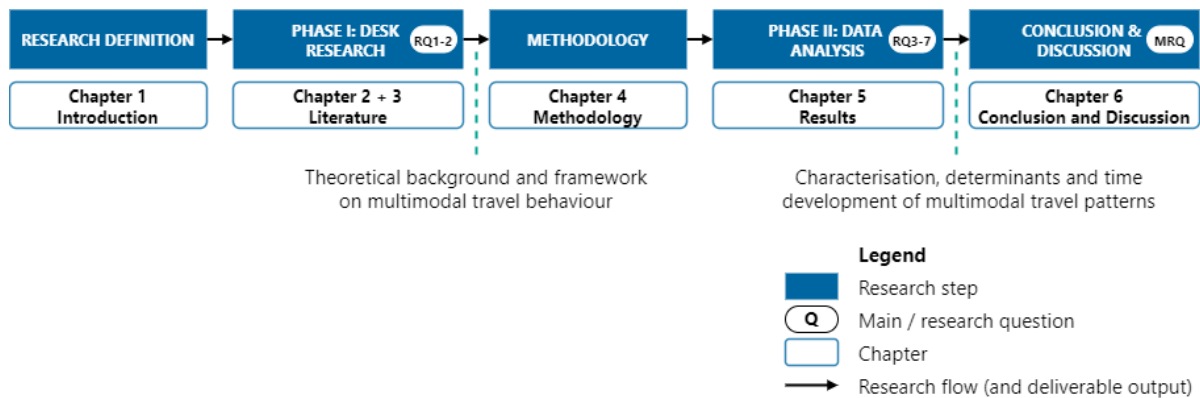 RESEARCH DEFINITION
PHASE I: DESK
RESEARCH
RQ1-2
METHODOLOGY
PHASE II: DATA
ANALYSIS
RQ3-7
CONCLUSION &
DISCUSSION
MRQ
Chapter 1
Introduction
Chapter 2 + 3
Literature
Chapter 4
Methodology
Chapter 5
Results
Chapter 6
Conclusion and Discussion
Theoretical background and framework
on multimodal travel behaviour
Characterisation, determinants and time
development of multimodal travel patterns
Legend
Research step
Q
Main / research question
Chapter
Research flow (and deliverable output)